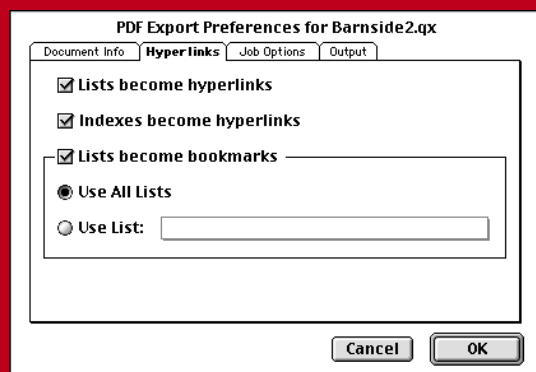 PDF Export Preferences for Barnside2.qx
Document Info Hyperlinks Job Options Output
Lists become hyperlinks
Indexes become hyperlinks
Lists become bookmarks
Use All Lists
Use List:
Cancel OK